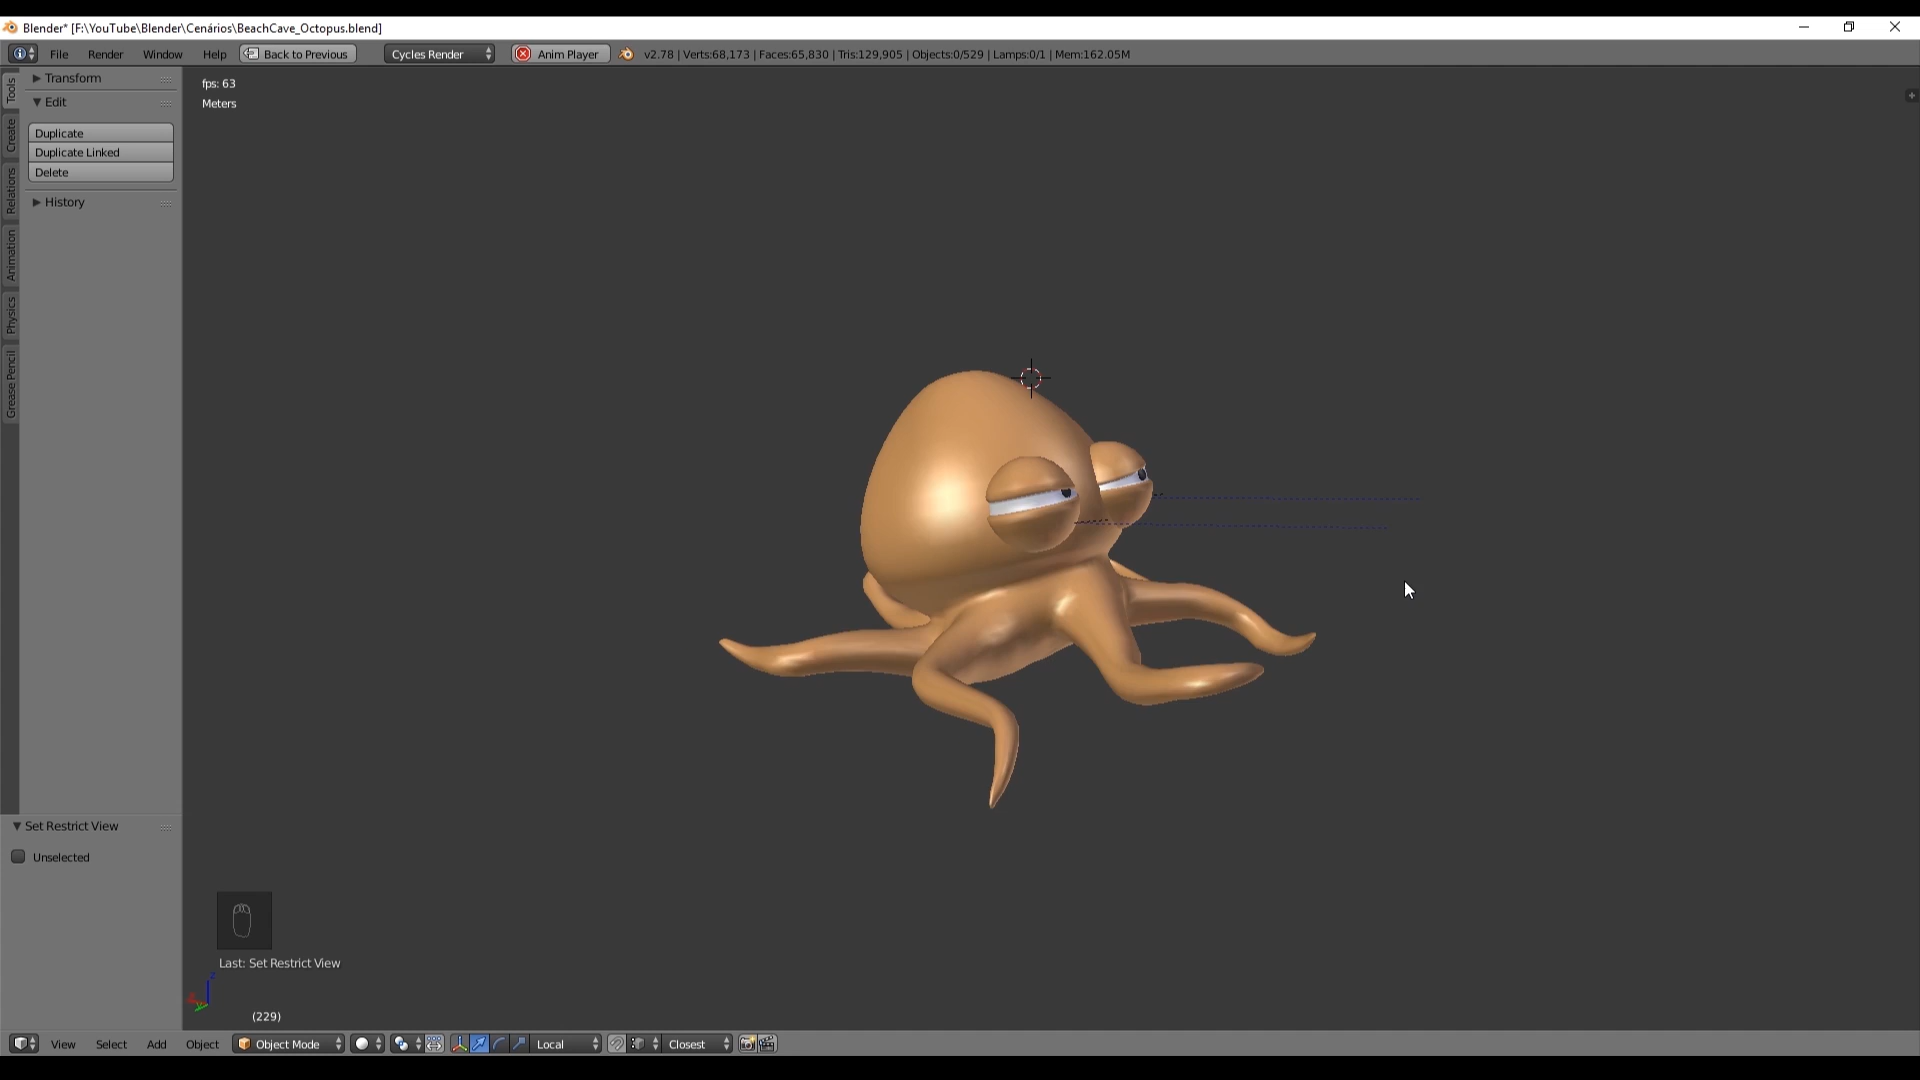 Blender* [F:\YouTube\Blender\Cenários\BeachCave_Octopus.blend]
File Render Window Help Back to Previous Cycles Render Anim Player v2.78 | Verts:68,173 | Faces:65,830 | Tris:129,905 | Objects:0/529 | Lamps:0/1 | Mem:162.05M
Tools
Create
Relations
Animation
Physics
Grease Pencil
Transform
Edit
Duplicate
Duplicate Linked
Delete
History
fps: 63
Meters
Set Restrict View
Unselected
Last: Set Restrict View
(229)
View Select Add Object Object Mode Local Closest